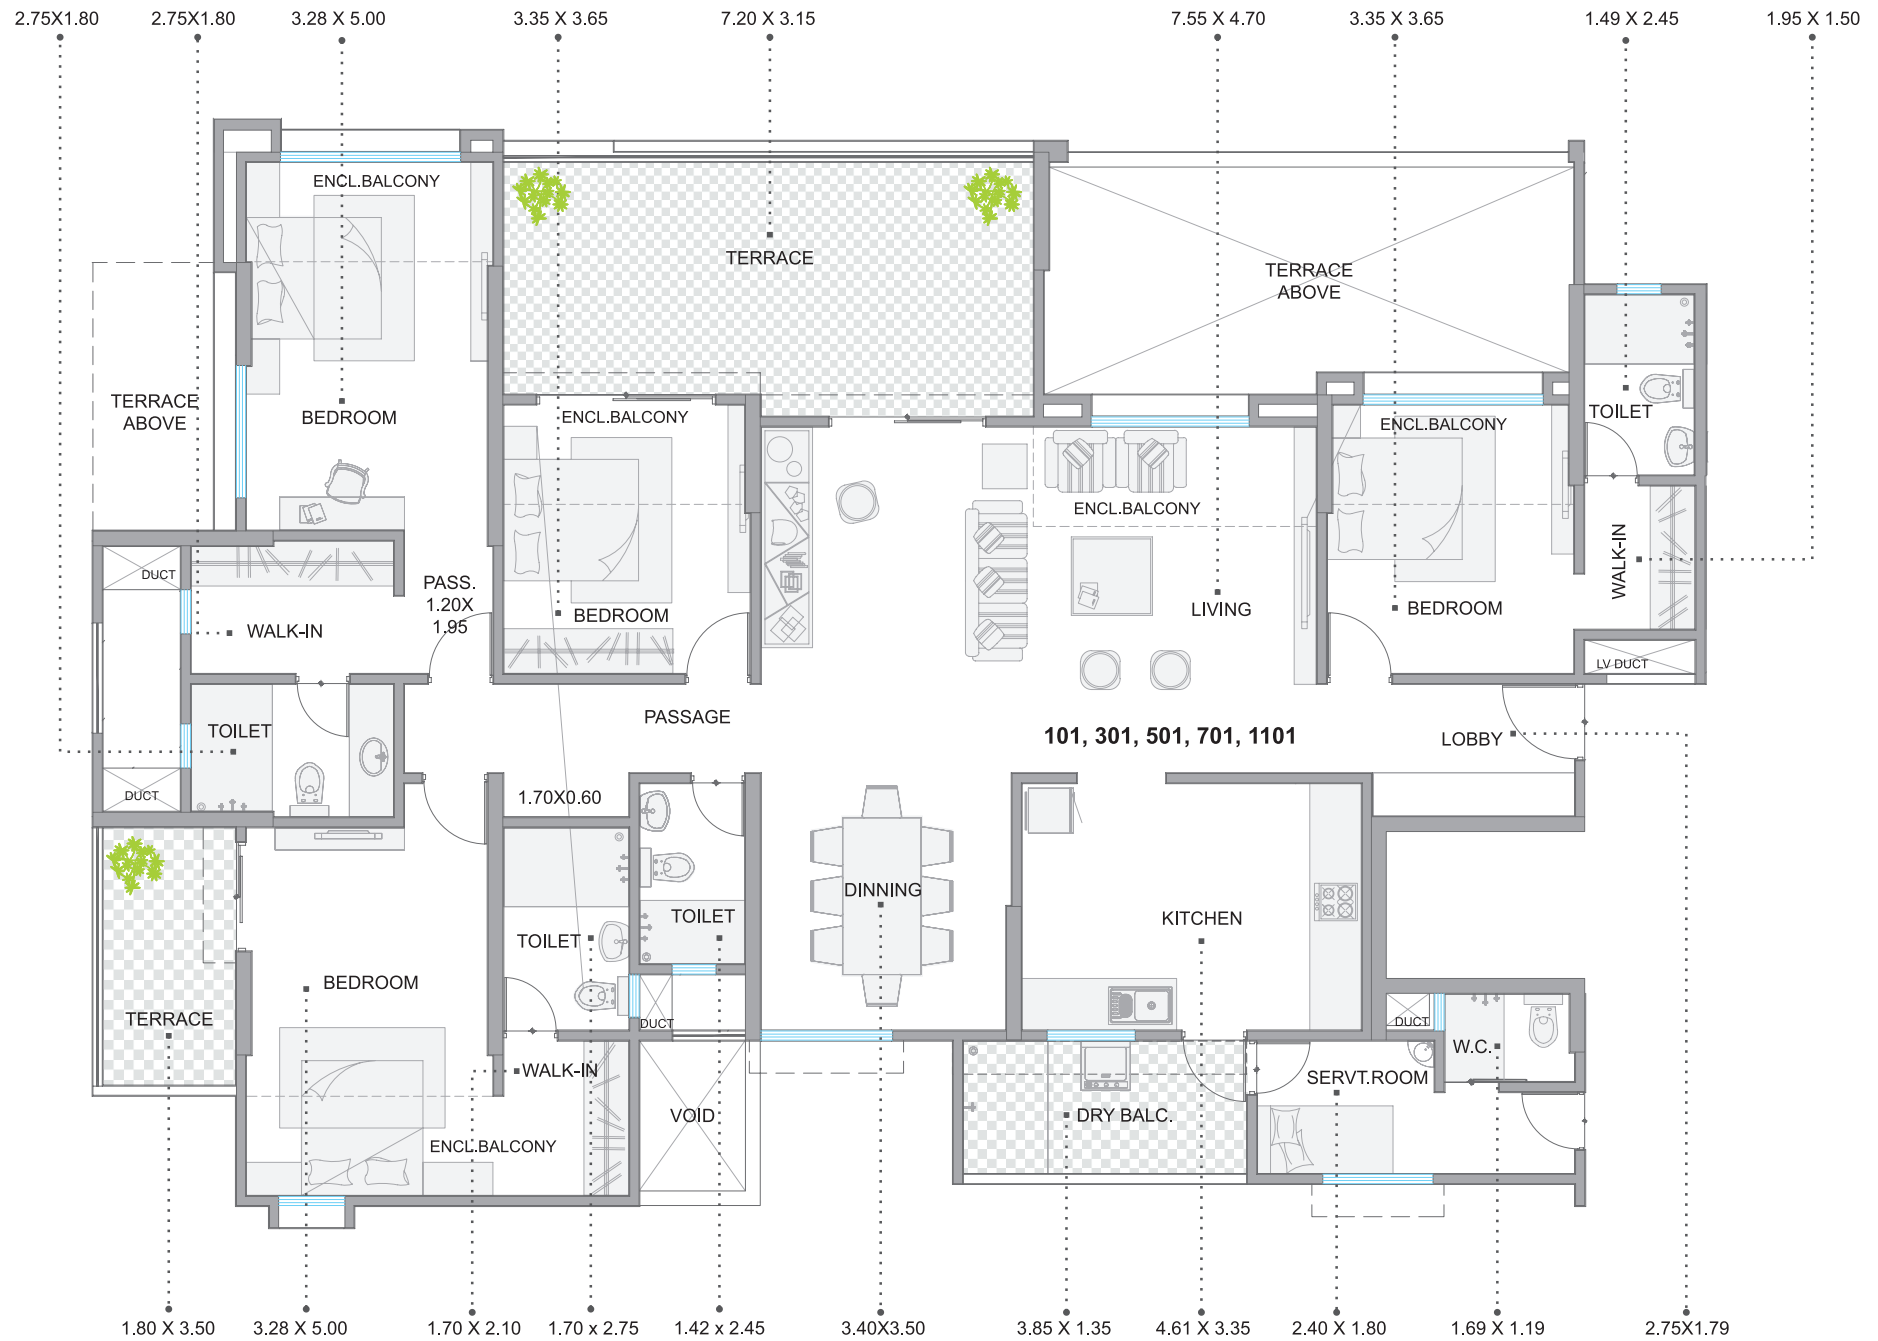 2.75X1.80
2.75X1.80
3.28 X 5.00
3.35 X 3.65
7.20 X 3.15
7.55 X 4.70
3.35 X 3.65
1.49 X 2.45
1.95 X 1.50
ENCL.BALCONY
TERRACE
TERRACE
ABOVE
TERRACE
ABOVE
BEDROOM
ENCL.BALCONY
ENCL.BALCONY
TOILET
ENCL.BALCONY
DUCT
PASS.
1.20X
1.95
WALK-IN
BEDROOM
LIVING
BEDROOM
WALK-IN
LV DUCT
TOILET
PASSAGE
101, 301, 501, 701, 1101
LOBBY
DUCT
1.70X0.60
DINNING
TOILET
TOILET
KITCHEN
BEDROOM
TERRACE
DUCT
DUCT
W.C.
WALK-IN
SERVT.ROOM
VOID
DRY BALC.
ENCL.BALCONY
1.80 X 3.50
3.28 X 5.00
1.70 X 2.10
1.70 x 2.75
1.42 x 2.45
3.40X3.50
3.85 X 1.35
4.61 X 3.35
2.40 X 1.80
1.69 X 1.19
2.75X1.79